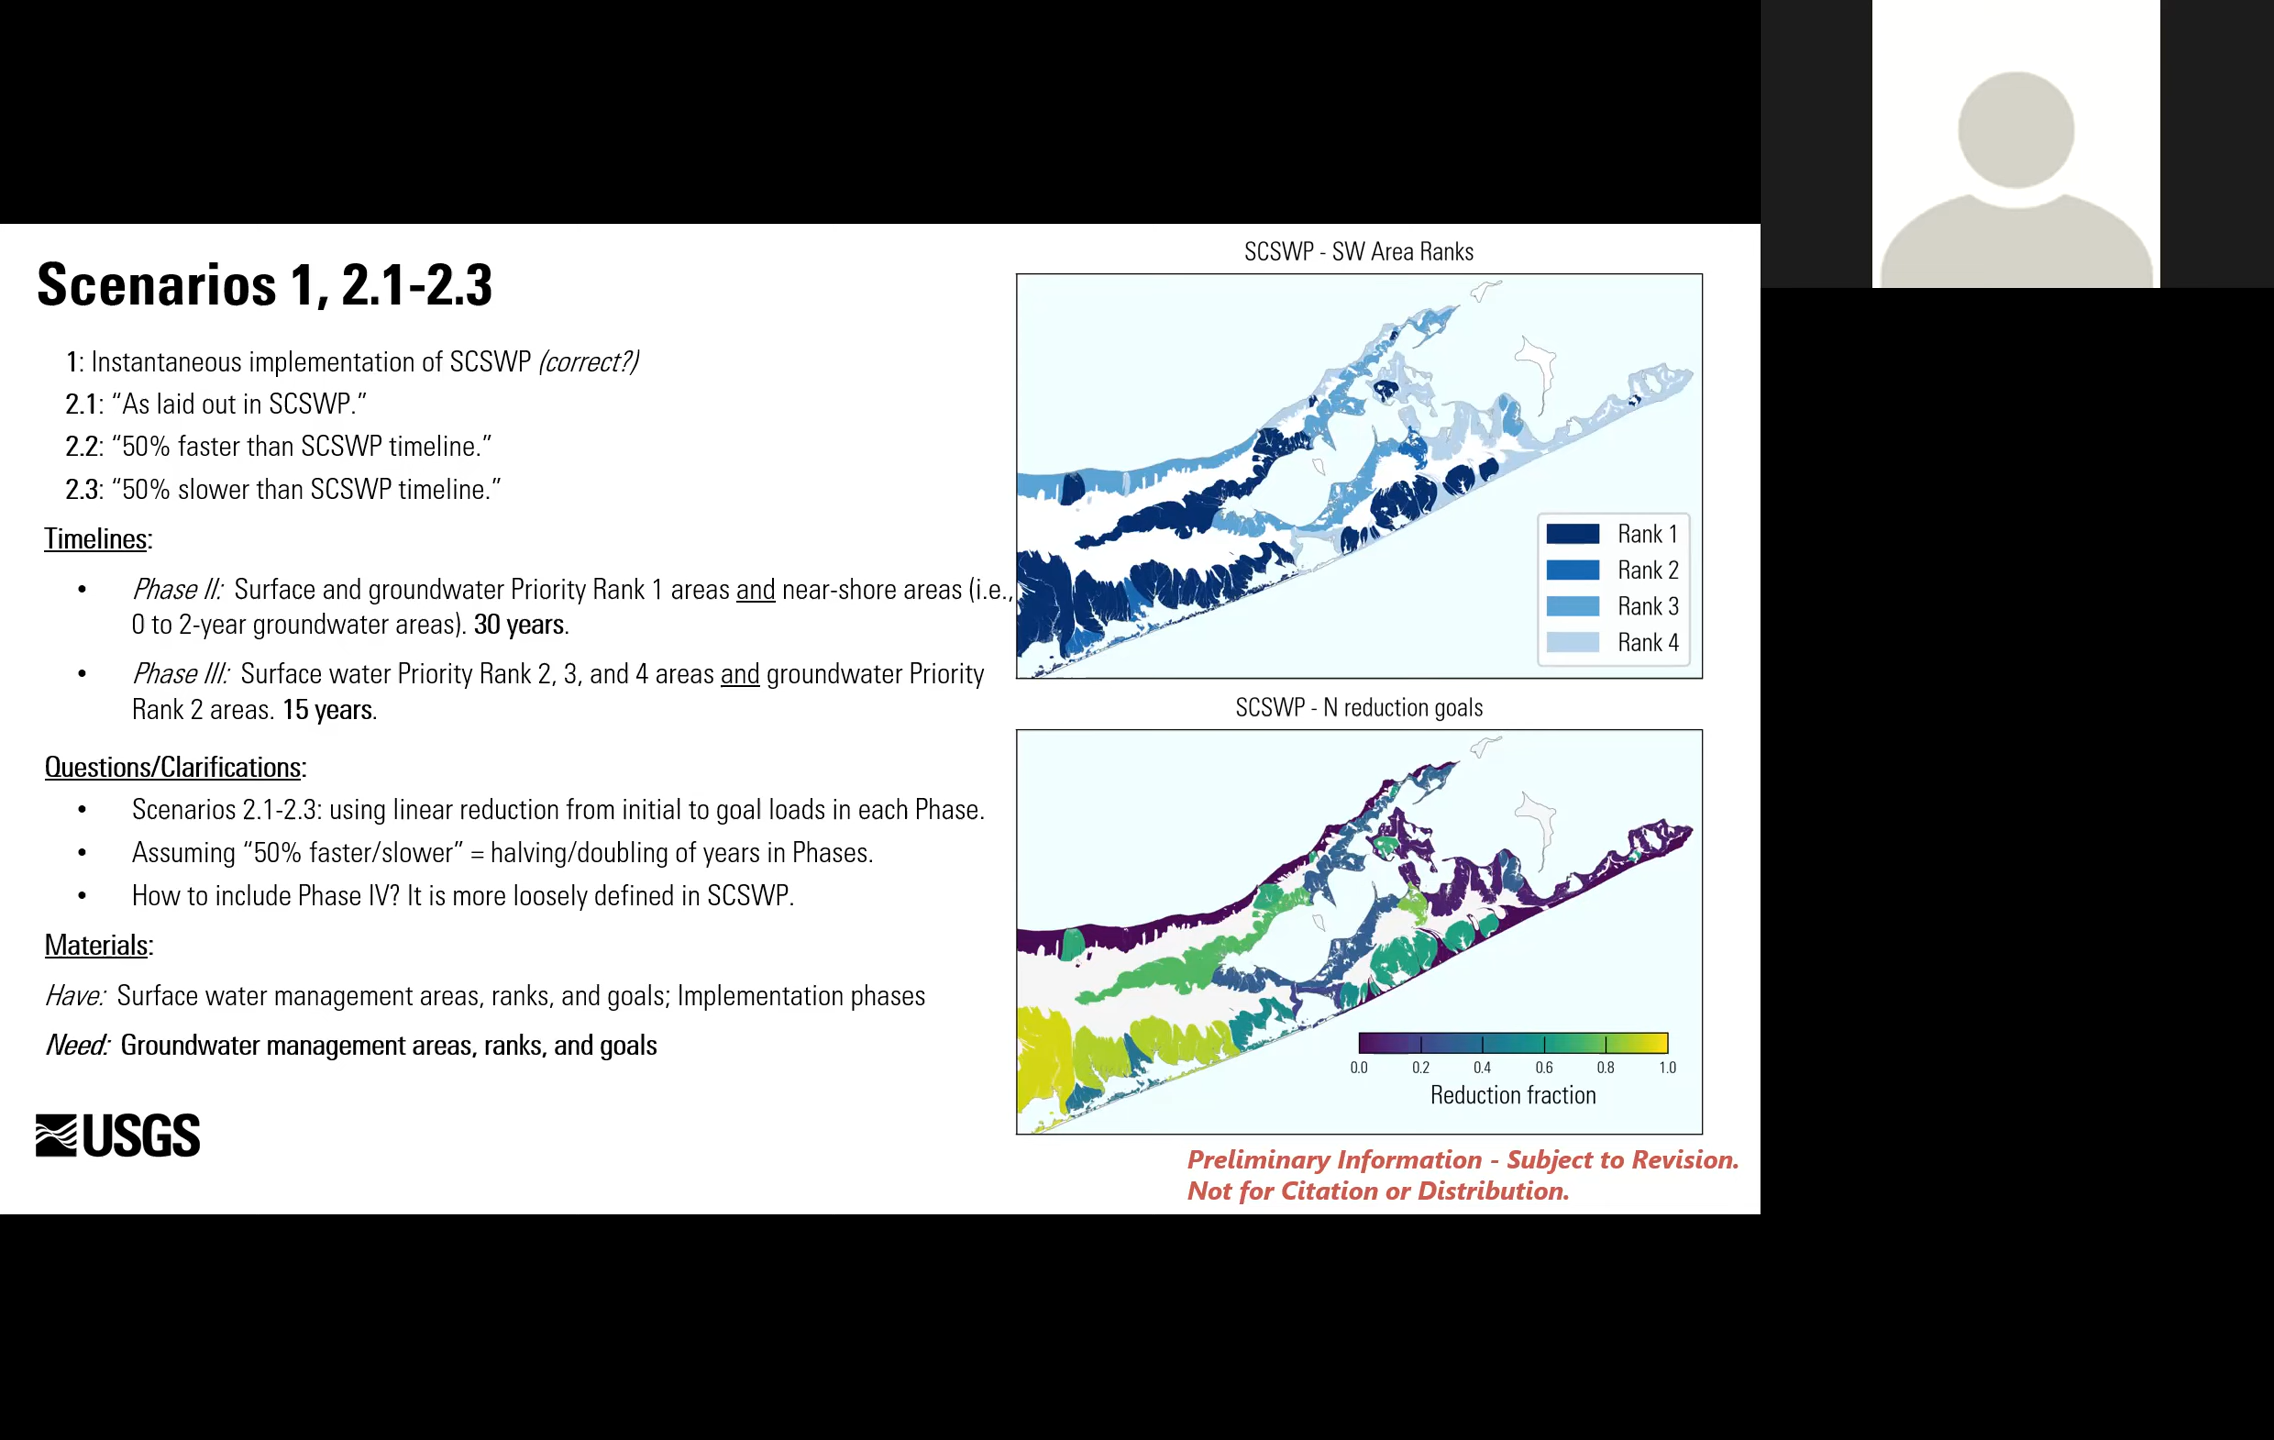 Scenarios 1, 2.1-2.3
1: Instantaneous implementation of SCSWP (correct?)
2.1: “As laid out in SCSWP.”
2.2: “50% faster than SCSWP timeline.”
2.3: “50% slower than SCSWP timeline.”
Timelines:
• Phase II: Surface and groundwater Priority Rank 1 areas and near-shore areas (i.e.,
0 to 2-year groundwater areas). 30 years.
• Phase III: Surface water Priority Rank 2, 3, and 4 areas and groundwater Priority
Rank 2 areas. 15 years.
Questions/Clarifications:
• Scenarios 2.1-2.3: using linear reduction from initial to goal loads in each Phase.
• Assuming “50% faster/slower” = halving/doubling of years in Phases.
• How to include Phase IV? It is more loosely defined in SCSWP.
Materials:
Have: Surface water management areas, ranks, and goals; Implementation phases
Need: Groundwater management areas, ranks, and goals
USGS
SCSWP - SW Area Ranks
Rank 1
Rank 2
Rank 3
Rank 4
SCSWP - N reduction goals
0.0 0.2 0.4 0.6 0.8 1.0
Reduction fraction
Preliminary Information - Subject to Revision.
Not for Citation or Distribution.